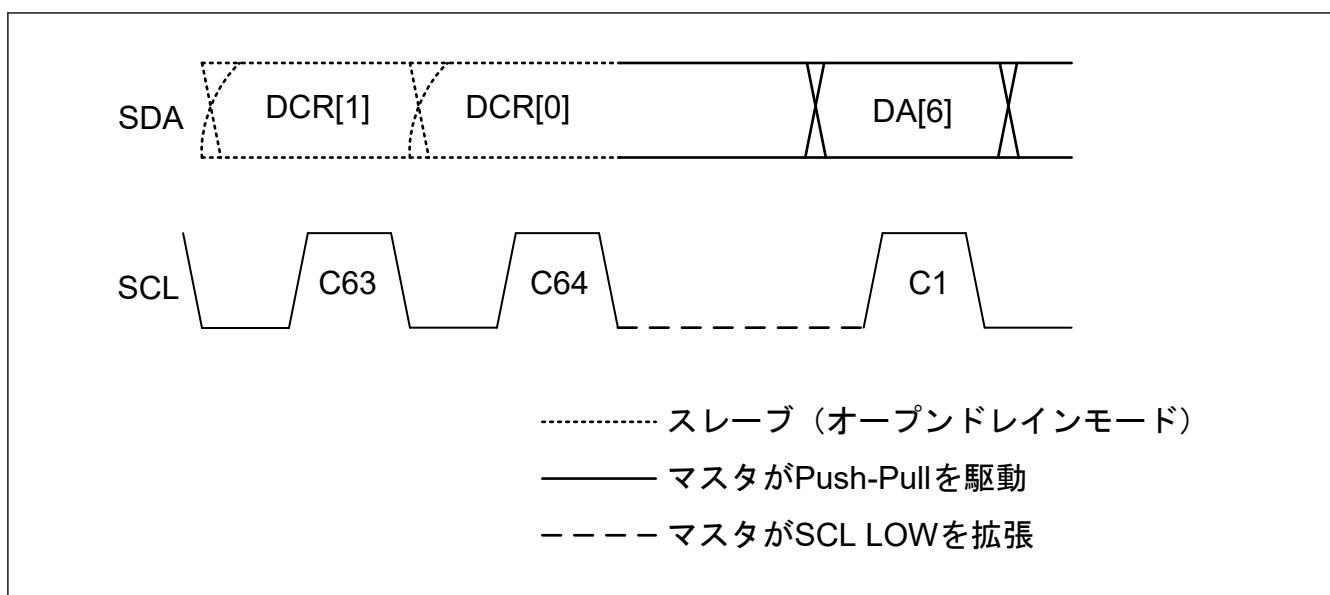 SDA DCR[1] DCR[0] DA[6]
SCL C63 C64 C1
スレーブ（オープンドレインモード）
マスタがPush-Pullを駆動
マスタがSCL LOWを拡張